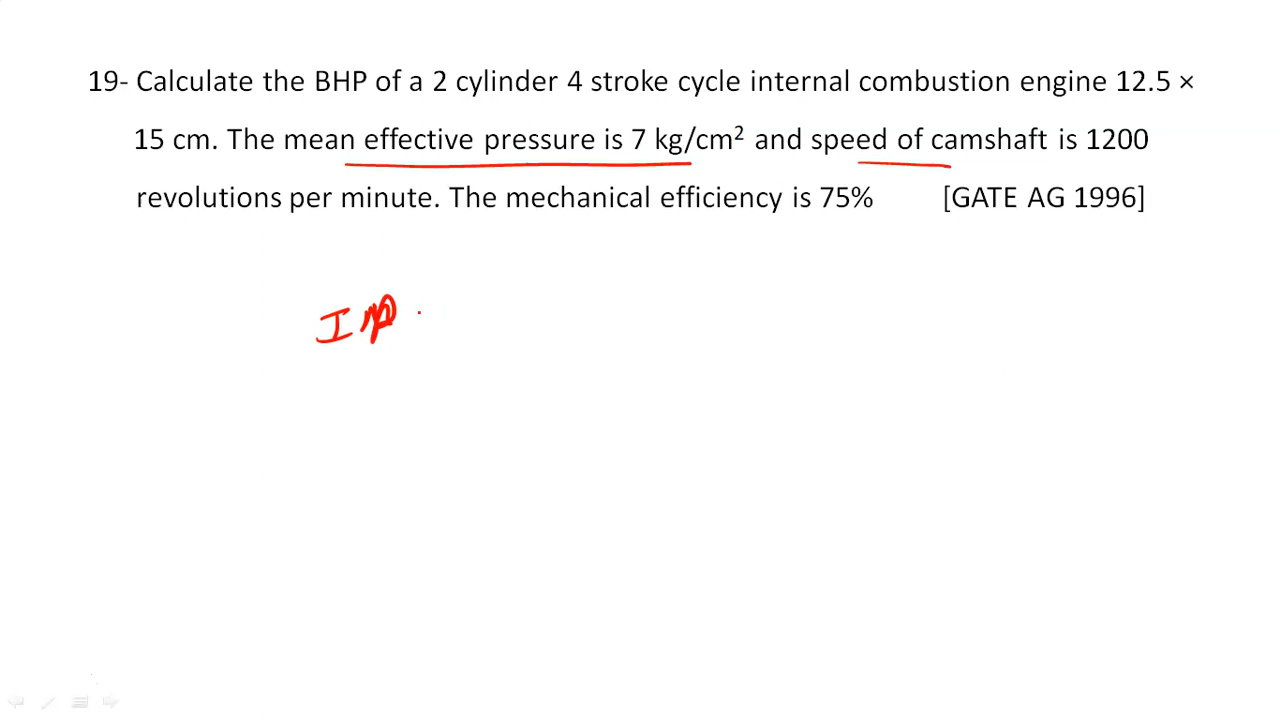 19- Calculate the BHP of a 2 cylinder 4 stroke cycle internal combustion engine 12.5 ×
15 cm. The mean effective pressure is 7 kg/cm² and speed of camshaft is 1200
revolutions per minute. The mechanical efficiency is 75% [GATE AG 1996]